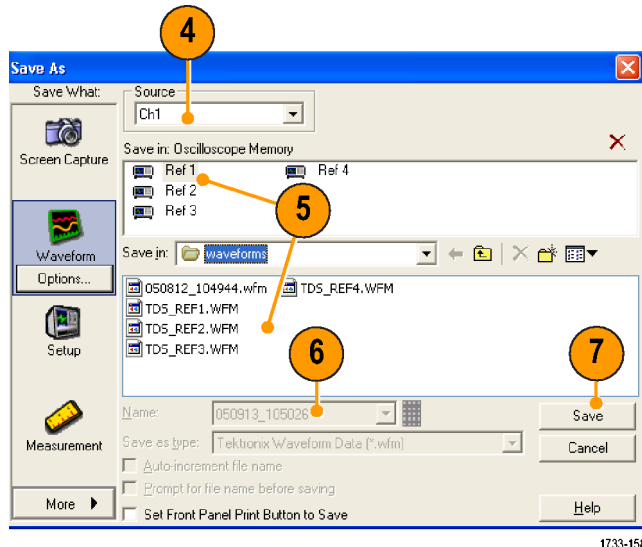 4
Save As
Save What:
Source
Ch1
Screen Capture
Save in: Oscilloscope Memory
Ref 1
Ref 4
Ref 2
Ref 3
5
Waveform
Options...
Save in:
waveforms
050812_104944.wfm
TDS_REF4.WFM
TDS_REF1.WFM
TDS_REF2.WFM
TDS_REF3.WFM
Setup
6
7
Name:
050913_105026
Save
Measurement
Save as type:
Tektronix Waveform Data (*.wfm)
Cancel
Auto-increment file name
Prompt for file name before saving
More
Set Front Panel Print Button to Save
Help